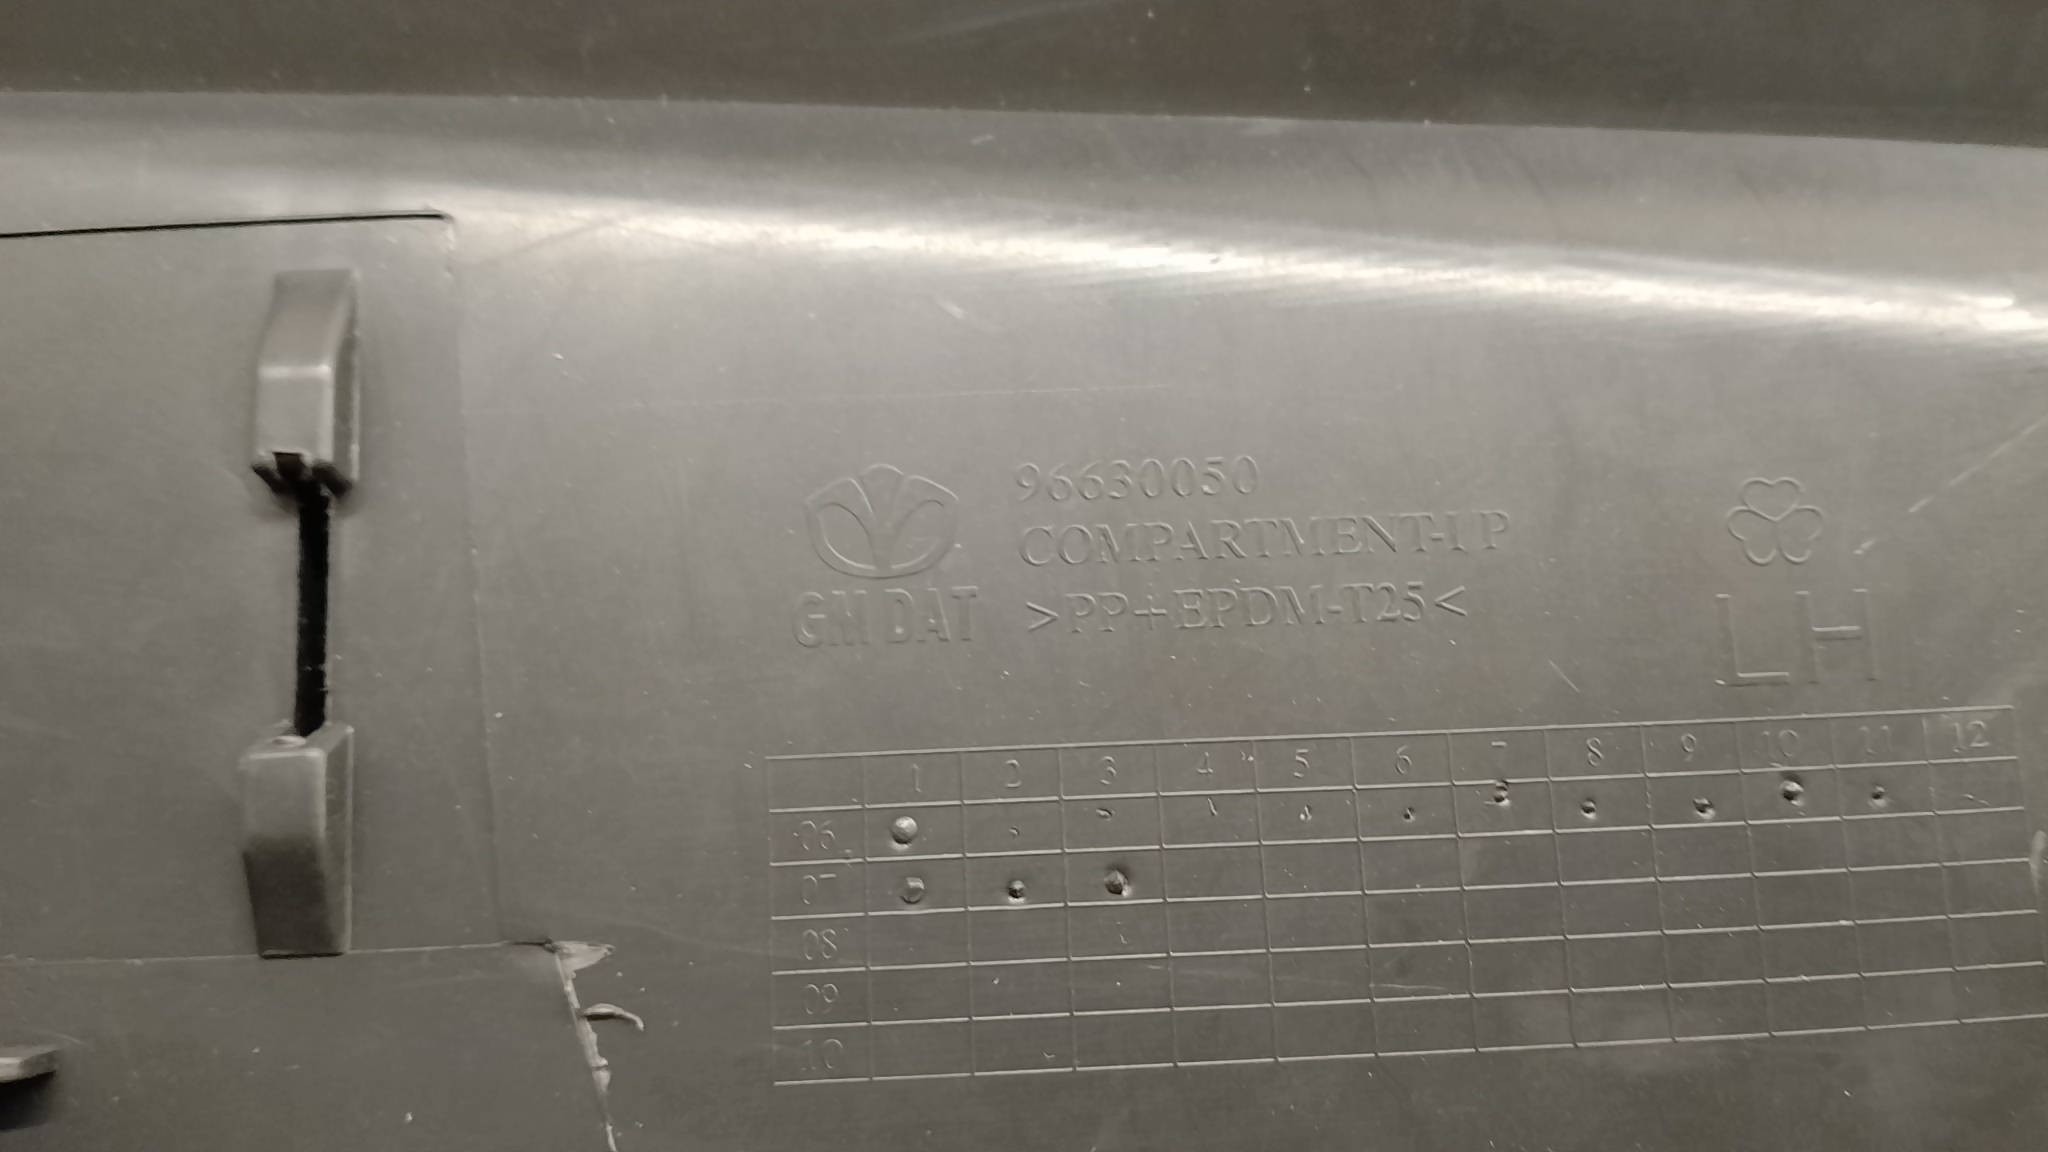 96630050
COMPARTMENT-I P
GM DAT >PP+EPDM-T25<
LH
1 2 3 4 5 6 7 8 9 10 11 12
06
07
08
09
10